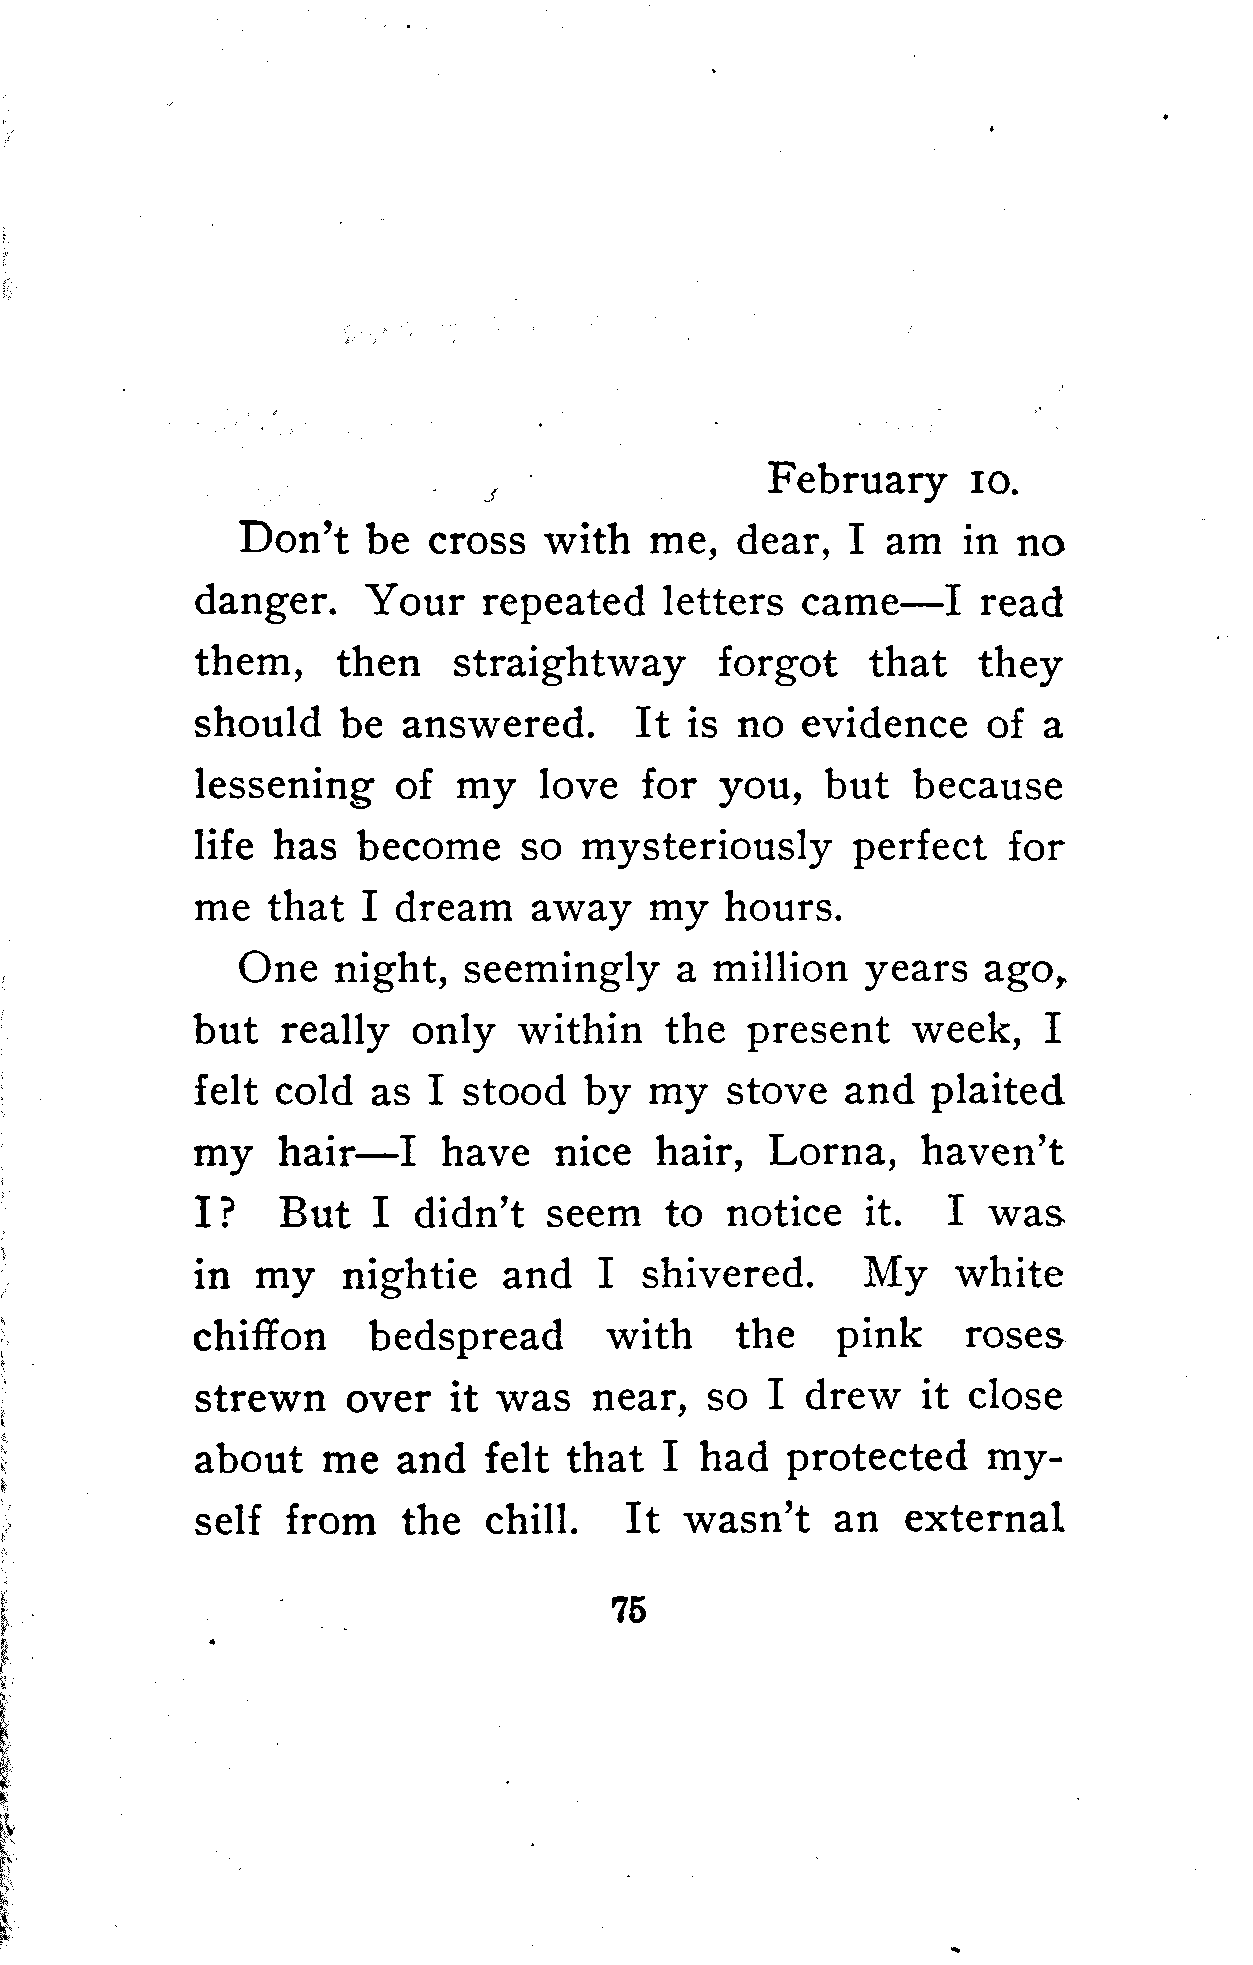 February 10.
Don't be cross with me, dear, I am in no
danger. Your repeated letters came—I read
them, then straightway forgot that they
should be answered. It is no evidence of a
lessening of my love for you, but because
life has become so mysteriously perfect for
me that I dream away my hours.
One night, seemingly a million years ago,
but really only within the present week, I
felt cold as I stood by my stove and plaited
my hair—I have nice hair, Lorna, haven't
I? But I didn't seem to notice it. I was
in my nightie and I shivered. My white
chiffon bedspread with the pink roses
strewn over it was near, so I drew it close
about me and felt that I had protected my-
self from the chill. It wasn't an external
75